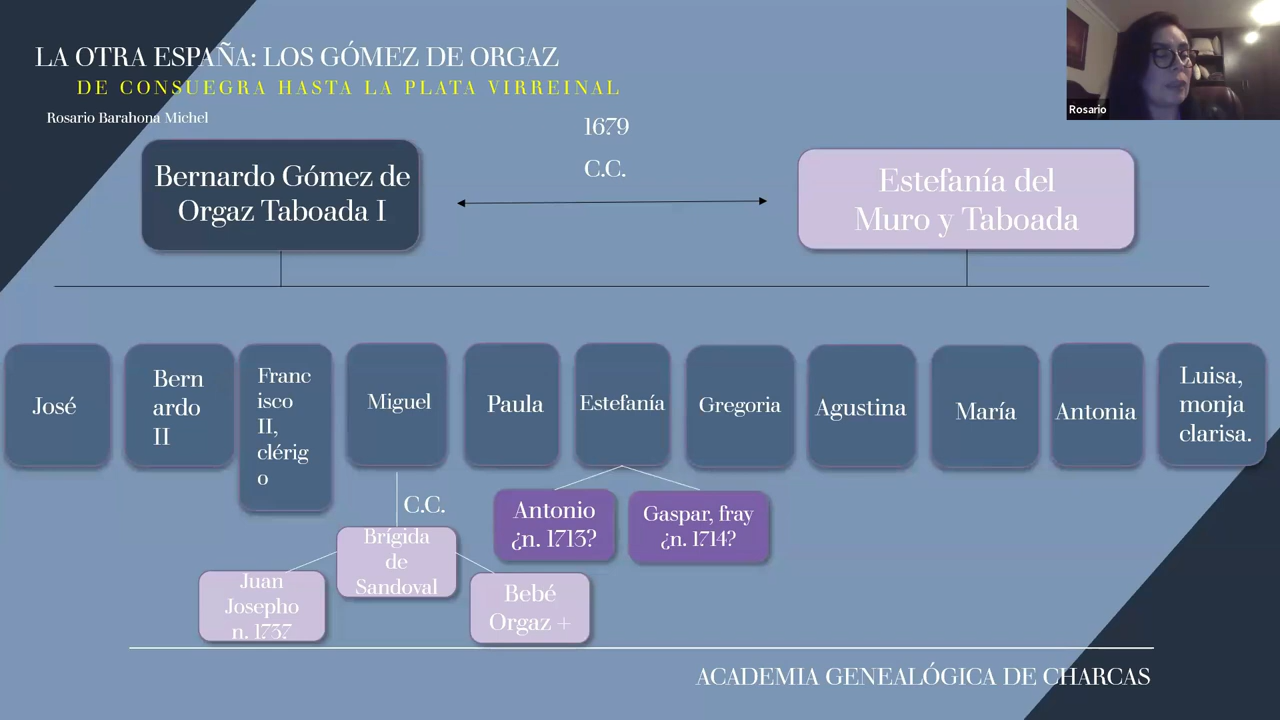 LA OTRA ESPAÑA: LOS GÓMEZ DE ORGAZ
DE CONSUEGRA HASTA LA PLATA VIRREINAL
Rosario Barahona Michel
Rosario
1679
C.C.
Bernardo Gómez de
Orgaz Taboada I
Estefanía del
Muro y Taboada
José
Bern
ardo
II
Franc
isco
II,
clérig
o
Miguel
Paula
Estefanía
Gregoria
Agustina
María
Antonia
Luisa,
monja
clarisa.
C.C.
Brígida
de
Sandoval
Antonio
¿n. 1713?
Gaspar, fray
¿n. 1714?
Juan
Josepho
n. 1737
Bebé
Orgaz +
ACADEMIA GENEALÓGICA DE CHARCAS